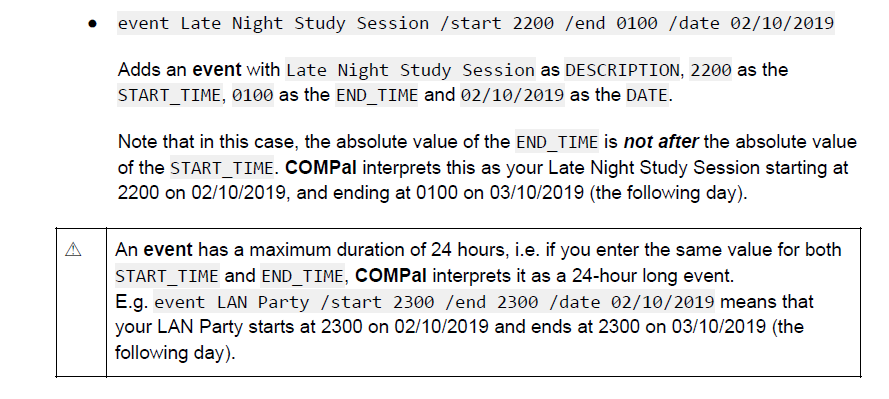 ● event Late Night Study Session /start 2200 /end 0100 /date 02/10/2019
Adds an event with Late Night Study Session as DESCRIPTION, 2200 as the
START_TIME, 0100 as the END_TIME and 02/10/2019 as the DATE.
Note that in this case, the absolute value of the END_TIME is not after the absolute value
of the START_TIME. COMPal interprets this as your Late Night Study Session starting at
2200 on 02/10/2019, and ending at 0100 on 03/10/2019 (the following day).
⚠ An event has a maximum duration of 24 hours, i.e. if you enter the same value for both
START_TIME and END_TIME, COMPal interprets it as a 24-hour long event.
E.g. event LAN Party /start 2300 /end 2300 /date 02/10/2019 means that
your LAN Party starts at 2300 on 02/10/2019 and ends at 2300 on 03/10/2019 (the
following day).